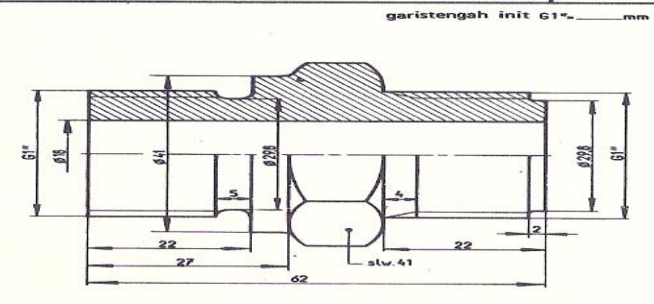 garistengah init G1"=______mm
G1"
Ø18
Ø41
Ø29,8
Ø29,8
G1"
5
4
2
22
22
27
slw. 41
62